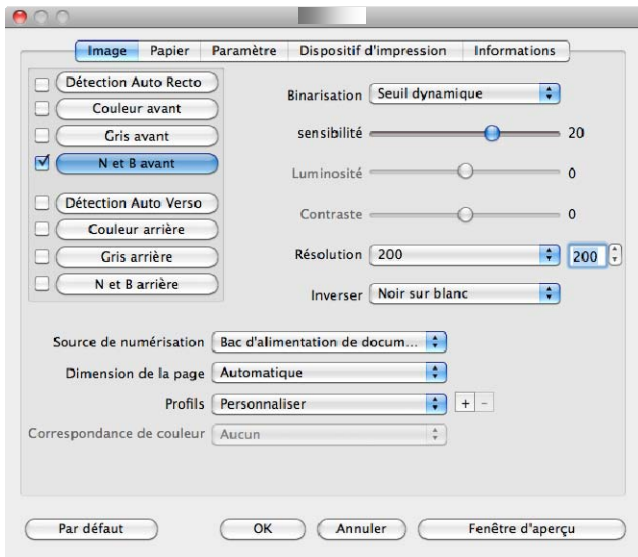 Image Papier Paramètre Dispositif d'impression Informations
Détection Auto Recto
Couleur avant
Gris avant
N et B avant
Détection Auto Verso
Couleur arrière
Gris arrière
N et B arrière
Binarisation Seuil dynamique
sensibilité 20
Luminosité 0
Contraste 0
Résolution 200 200
Inverser Noir sur blanc
Source de numérisation Bac d'alimentation de docum...
Dimension de la page Automatique
Profils Personnaliser + -
Correspondance de couleur Aucun
Par défaut OK Annuler Fenêtre d'aperçu